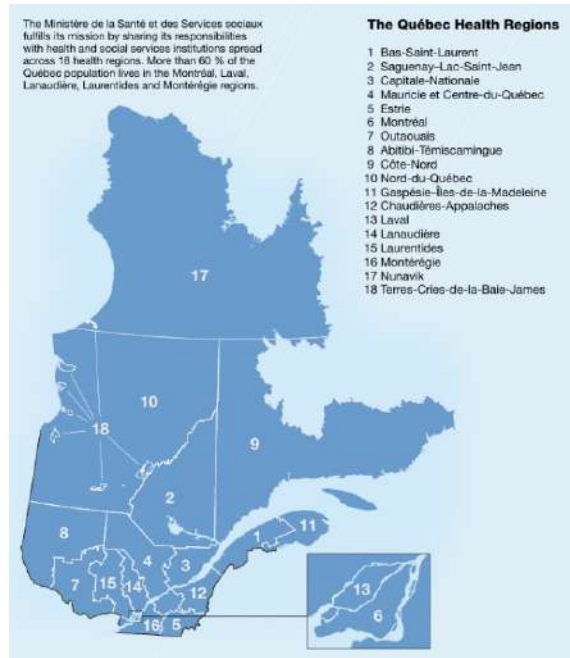 The Ministère de la Santé et des Services sociaux
fulfills its mission by sharing its responsibilities
with health and social services institutions spread
across 18 health regions. More than 60 % of the
Québec population lives in the Montréal, Laval,
Lanaudière, Laurentides and Montérégie regions.
The Québec Health Regions
1 Bas-Saint-Laurent
2 Saguenay–Lac-Saint-Jean
3 Capitale-Nationale
4 Mauricie et Centre-du-Québec
5 Estrie
6 Montréal
7 Outaouais
8 Abitibi-Témiscamingue
9 Côte-Nord
10 Nord-du-Québec
11 Gaspésie–Îles-de-la-Madeleine
12 Chaudières-Appalaches
13 Laval
14 Lanaudière
15 Laurentides
16 Montérégie
17 Nunavik
18 Terres-Cries-de-la-Baie-James
17
10
18
9
2
8
1
11
4
3
7
15
14
12
16
5
13
6